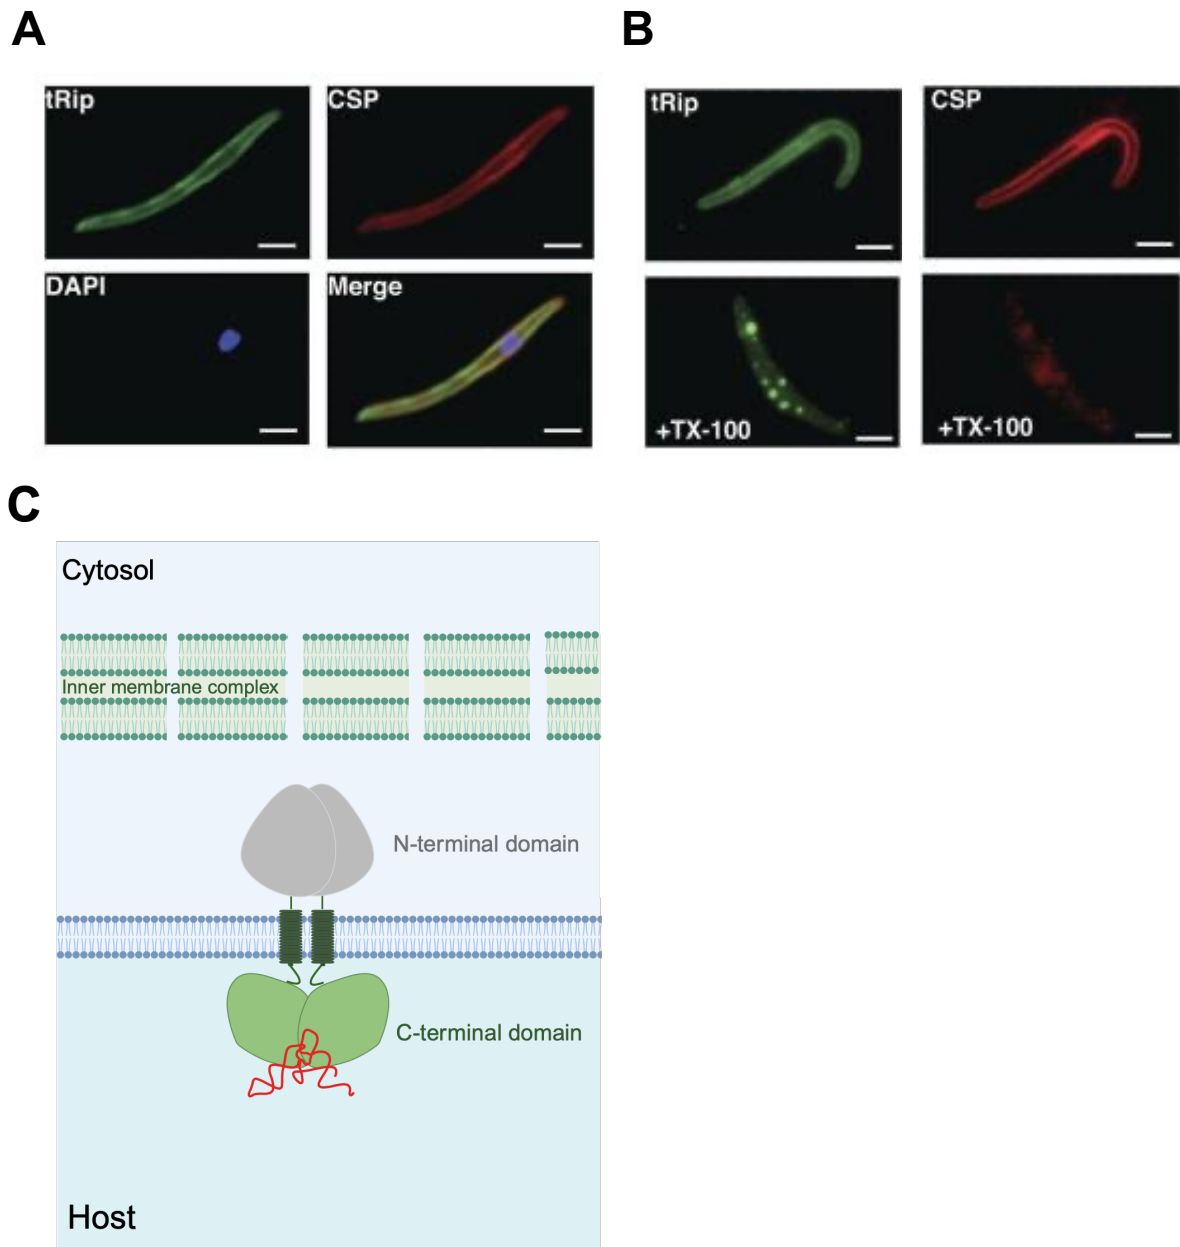 A
B
tRip
CSP
tRip
CSP
DAPI
Merge
+TX-100
+TX-100
C
Cytosol
Inner membrane complex
N-terminal domain
C-terminal domain
Host